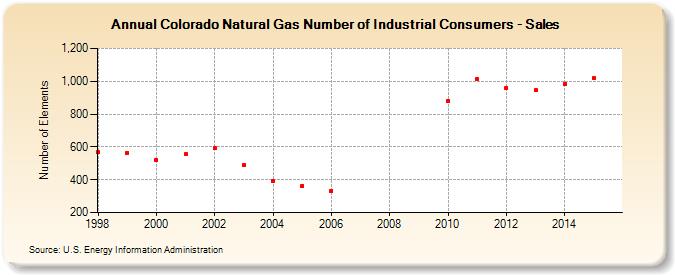 Annual Colorado Natural Gas Number of Industrial Consumers - Sales
Number of Elements
1,200
1,000
800
600
400
200
1998 2000 2002 2004 2006 2008 2010 2012 2014
Source: U.S. Energy Information Administration